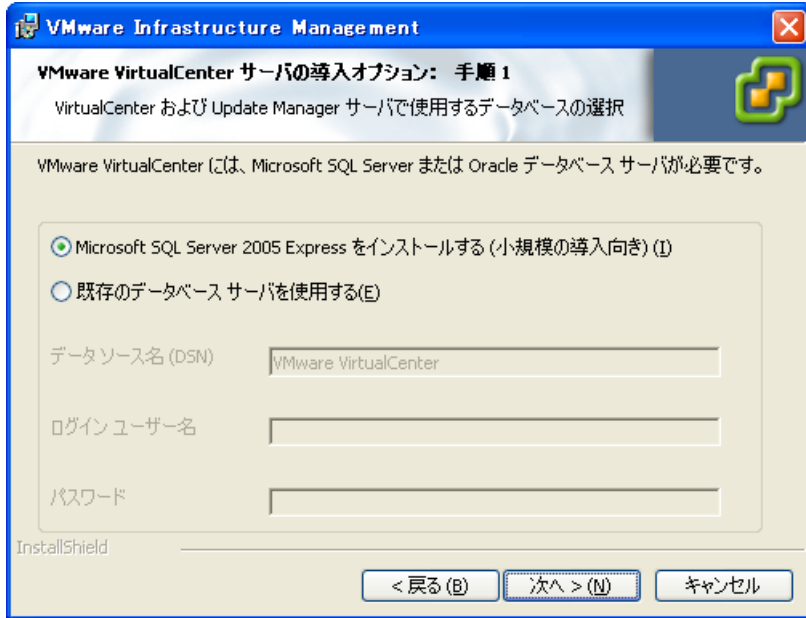 VMware Infrastructure Management
VMware VirtualCenter サーバの導入オプション： 手順 1
VirtualCenter および Update Manager サーバで使用するデータベースの選択
VMware VirtualCenter には、Microsoft SQL Server または Oracle データベース サーバが必要です。
Microsoft SQL Server 2005 Express をインストールする (小規模の導入向き) (I)
既存のデータベース サーバを使用する(E)
データ ソース名 (DSN)
VMware VirtualCenter
ログイン ユーザー名
パスワード
InstallShield
< 戻る (B)
次へ > (N)
キャンセル